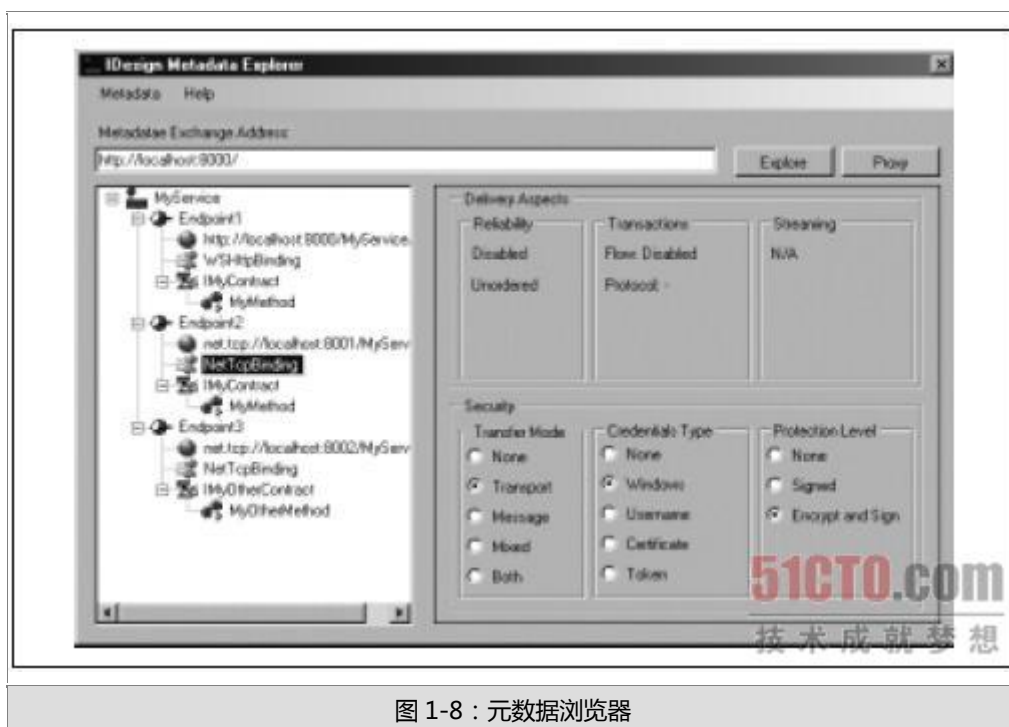 IDesign Metadata Explorer
Metadata Help
Metadatae Exchange Address:
http://localhost:8000/
Explore Proxy
MyService
Endpoint1
http://localhost:8000/MyService.
WSHttpBinding
IMyContract
MyMethod
Endpoint2
net.tcp://localhost:8001/MyServ
NetTcpBinding
IMyContract
MyMethod
Endpoint3
net.tcp://localhost:8002/MyServ
NetTcpBinding
IMyOtherContract
MyOtherMethod
Delivery Aspects
Reliability
Disabled
Unordered
Transactions
Flow: Disabled
Protocol: -
Streaming
N/A
Security
Transfer Mode
None
Transport
Message
Mixed
Both
Credentials Type
None
Windows
Username
Certificate
Token
Protection Level
None
Signed
Encrypt and Sign
51CTO.com
技术成就梦想
图 1-8：元数据浏览器